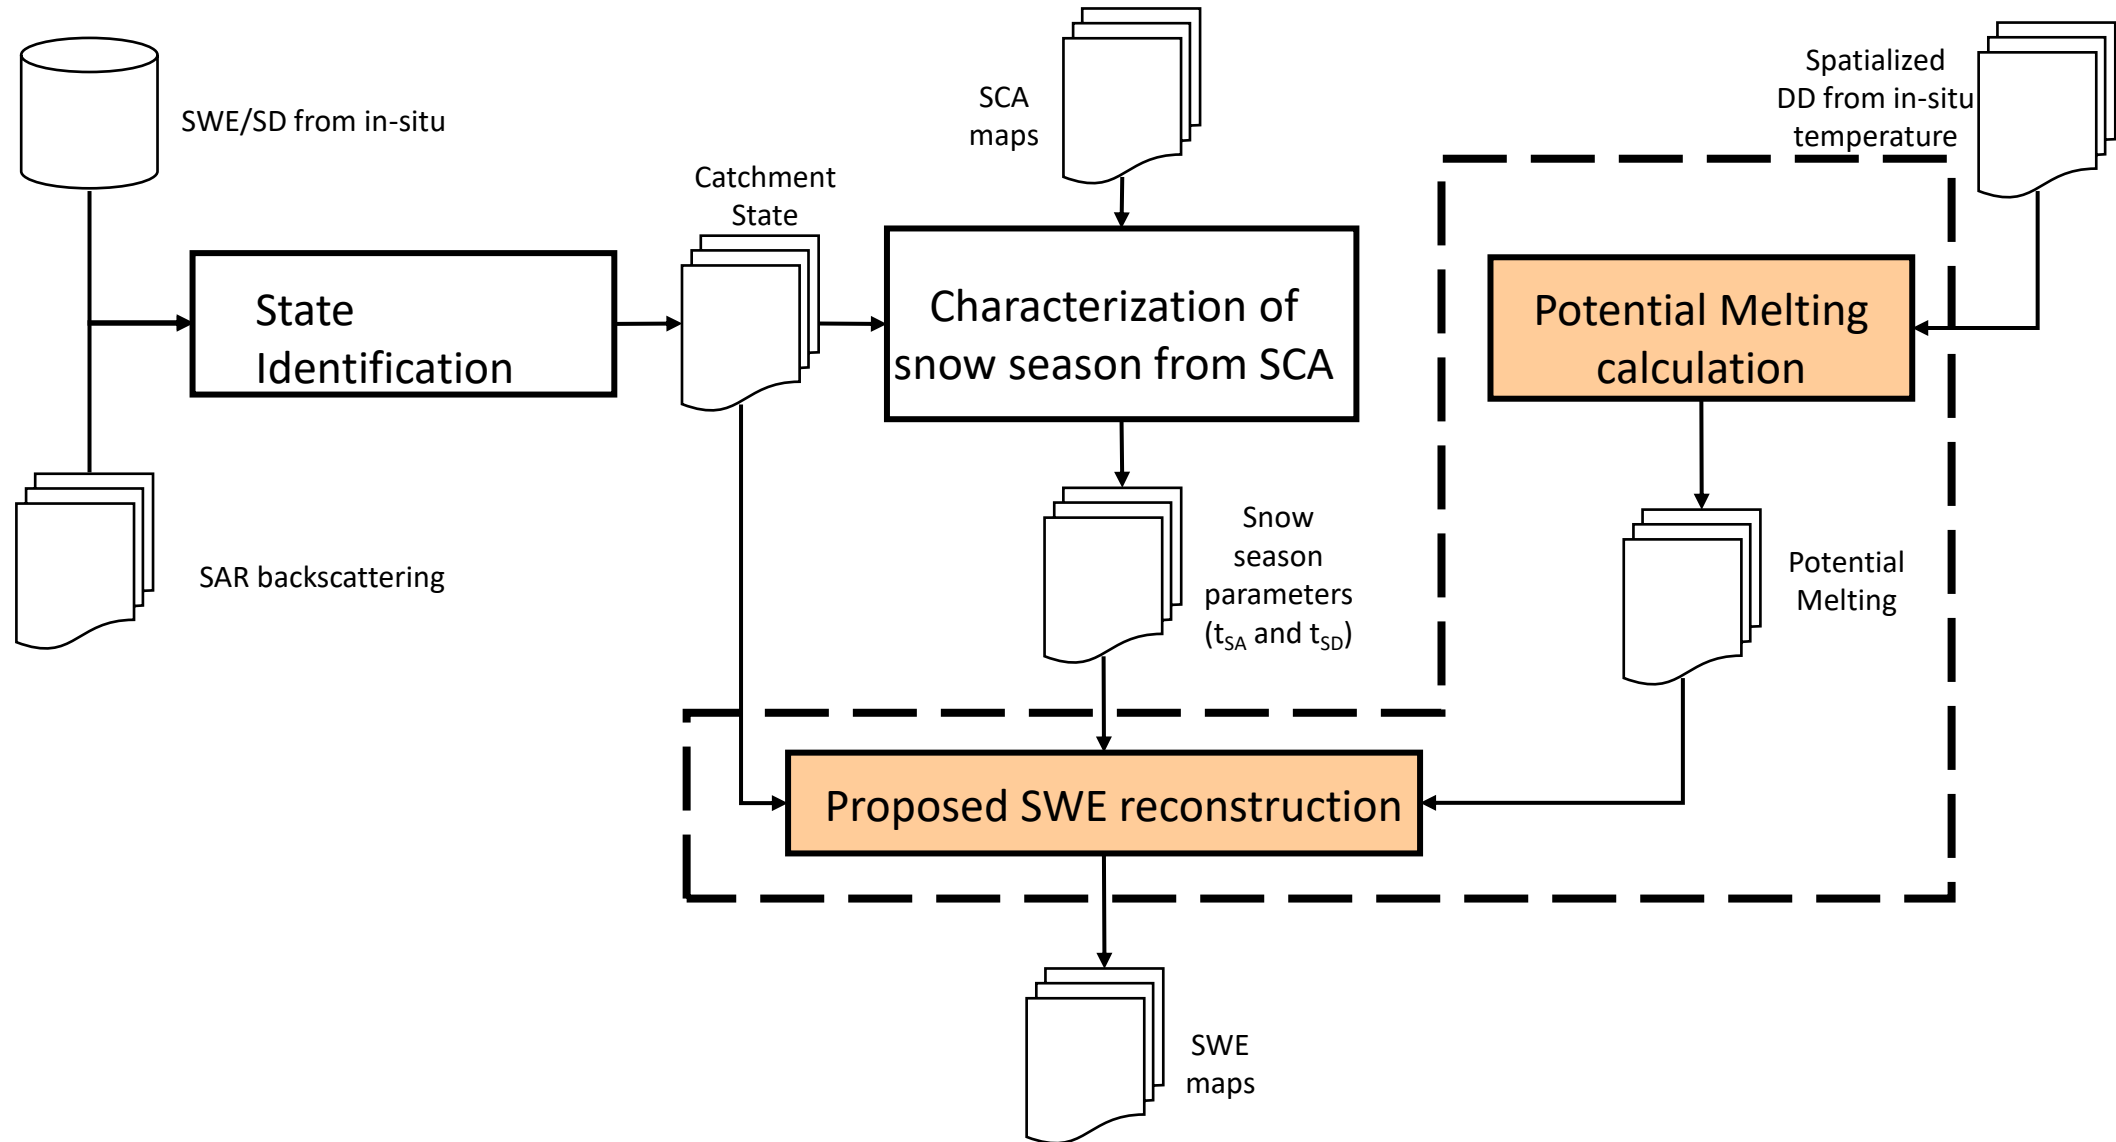 SWE/SD from in-situ
SCA
maps
Spatialized
DD from in-situ
temperature
Catchment
State
State
Identification
Characterization of
snow season from SCA
Potential Melting
calculation
SAR backscattering
Snow
season
parameters
(tSA and tSD)
Potential
Melting
Proposed SWE reconstruction
SWE
maps